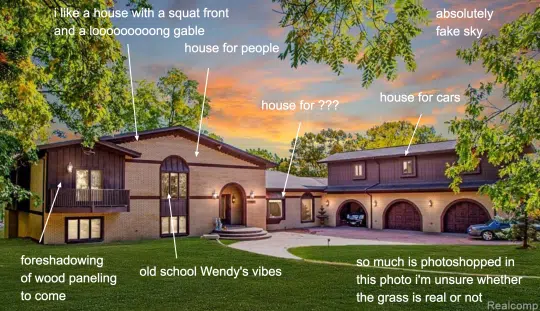 i like a house with a squat front
and a looooooooong gable
house for people
absolutely
fake sky
house for ???
house for cars
foreshadowing
of wood paneling
to come
old school Wendy's vibes
so much is photoshopped in
this photo i'm unsure whether
the grass is real or not
Realcomp